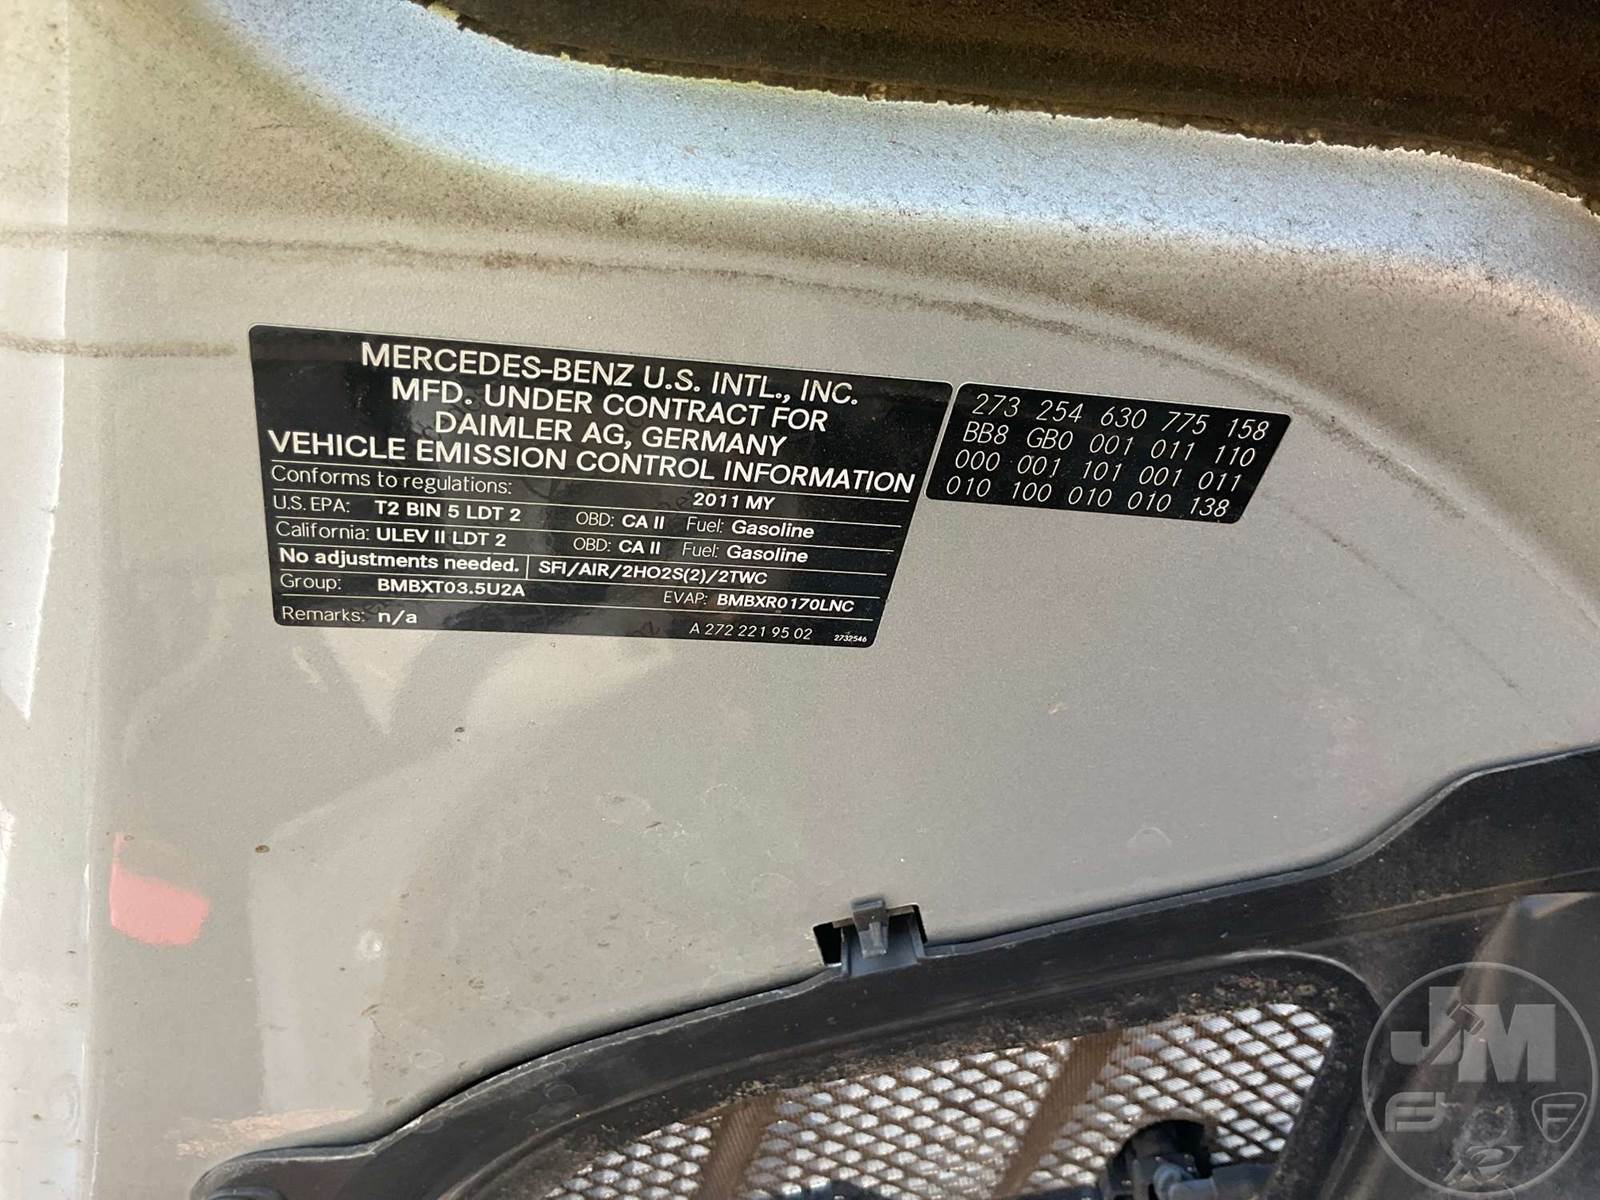 MERCEDES-BENZ U.S. INTL., INC.
MFD. UNDER CONTRACT FOR
DAIMLER AG, GERMANY
VEHICLE EMISSION CONTROL INFORMATION
Conforms to regulations: 2011 MY
U.S. EPA: T2 BIN 5 LDT 2 OBD: CA II Fuel: Gasoline
California: ULEV II LDT 2 OBD: CA II Fuel: Gasoline
No adjustments needed. SFI/AIR/2HO2S(2)/2TWC
Group: BMBXT03.5U2A EVAP: BMBXR0170LNC
Remarks: n/a
A 272 221 95 02 2732546
273 254 630 775 158
BB8 GB0 001 011 110
000 001 101 001 011
010 100 010 010 138
JM